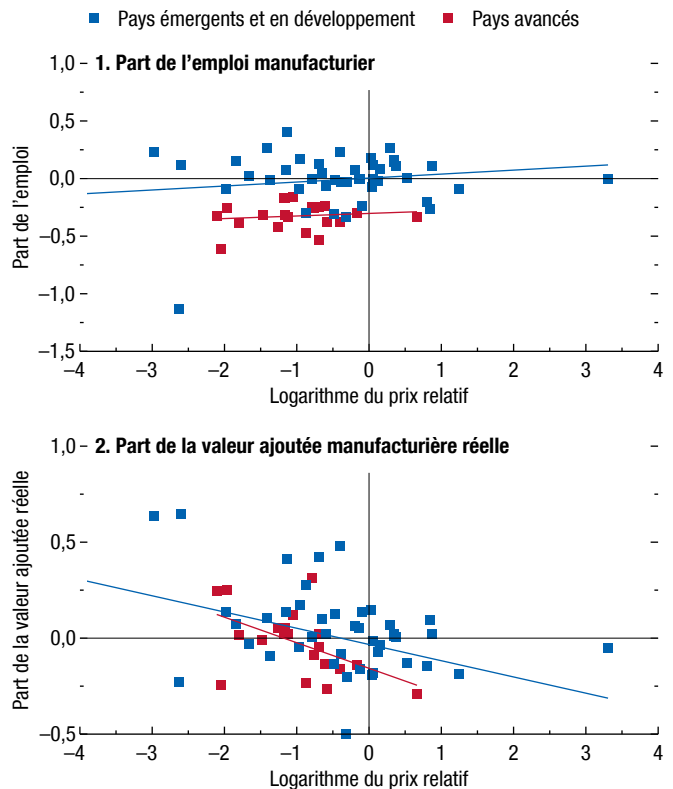 Pays émergents et en développement Pays avancés
1. Part de l'emploi manufacturier
Part de l'emploi
1,0
0,5
0,0
–0,5
–1,0
–1,5
–4 –3 –2 –1 0 1 2 3 4
Logarithme du prix relatif
2. Part de la valeur ajoutée manufacturière réelle
Part de la valeur ajoutée réelle
1,0
0,5
0,0
–0,5
–4 –3 –2 –1 0 1 2 3 4
Logarithme du prix relatif